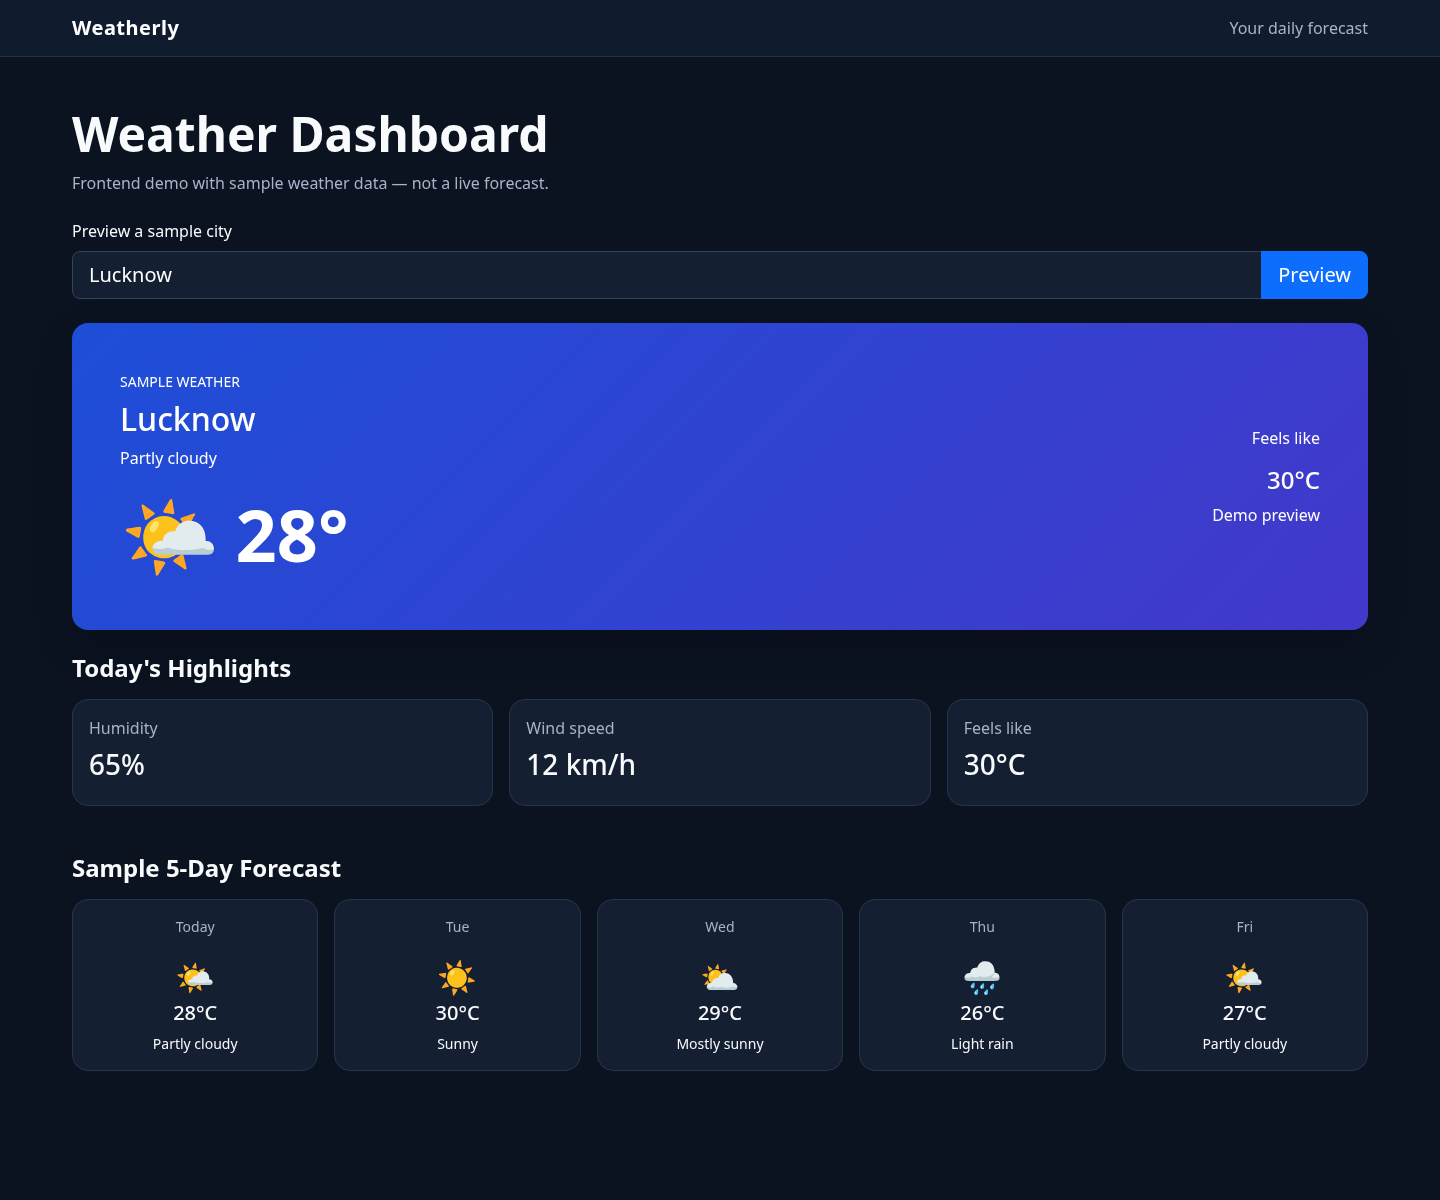 Weatherly
Your daily forecast
Weather Dashboard
Frontend demo with sample weather data — not a live forecast.
Preview a sample city
Lucknow
Preview
SAMPLE WEATHER
Lucknow
Partly cloudy
28°
Feels like
30°C
Demo preview
Today's Highlights
Humidity
65%
Wind speed
12 km/h
Feels like
30°C
Sample 5-Day Forecast
Today
28°C
Partly cloudy
Tue
30°C
Sunny
Wed
29°C
Mostly sunny
Thu
26°C
Light rain
Fri
27°C
Partly cloudy